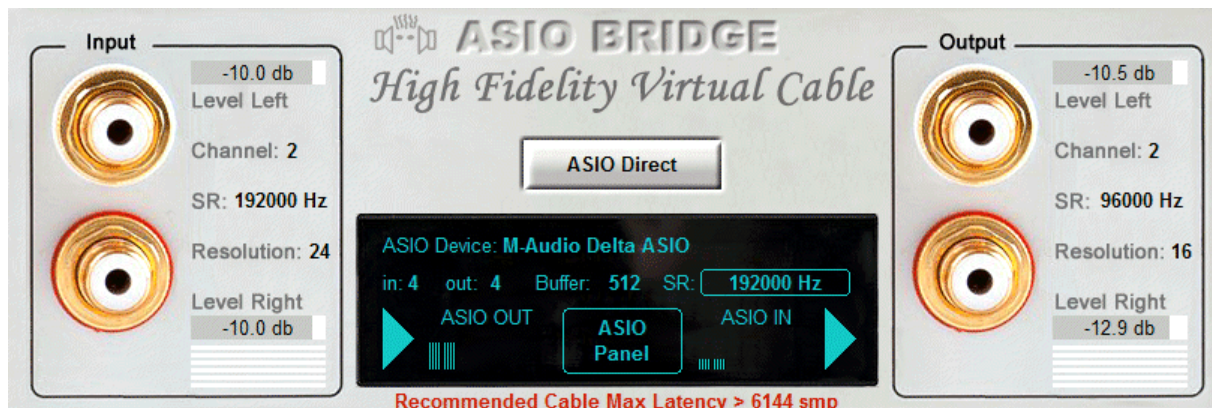 Input
-10.0 db
Level Left
Channel: 2
SR: 192000 Hz
Resolution: 24
Level Right
-10.0 db
ASIO BRIDGE
High Fidelity Virtual Cable
ASIO Direct
ASIO Device: M-Audio Delta ASIO
in: 4 out: 4 Buffer: 512 SR: 192000 Hz
ASIO OUT
ASIO Panel
ASIO IN
Recommended Cable Max Latency > 6144 smp
Output
-10.5 db
Level Left
Channel: 2
SR: 96000 Hz
Resolution: 16
Level Right
-12.9 db